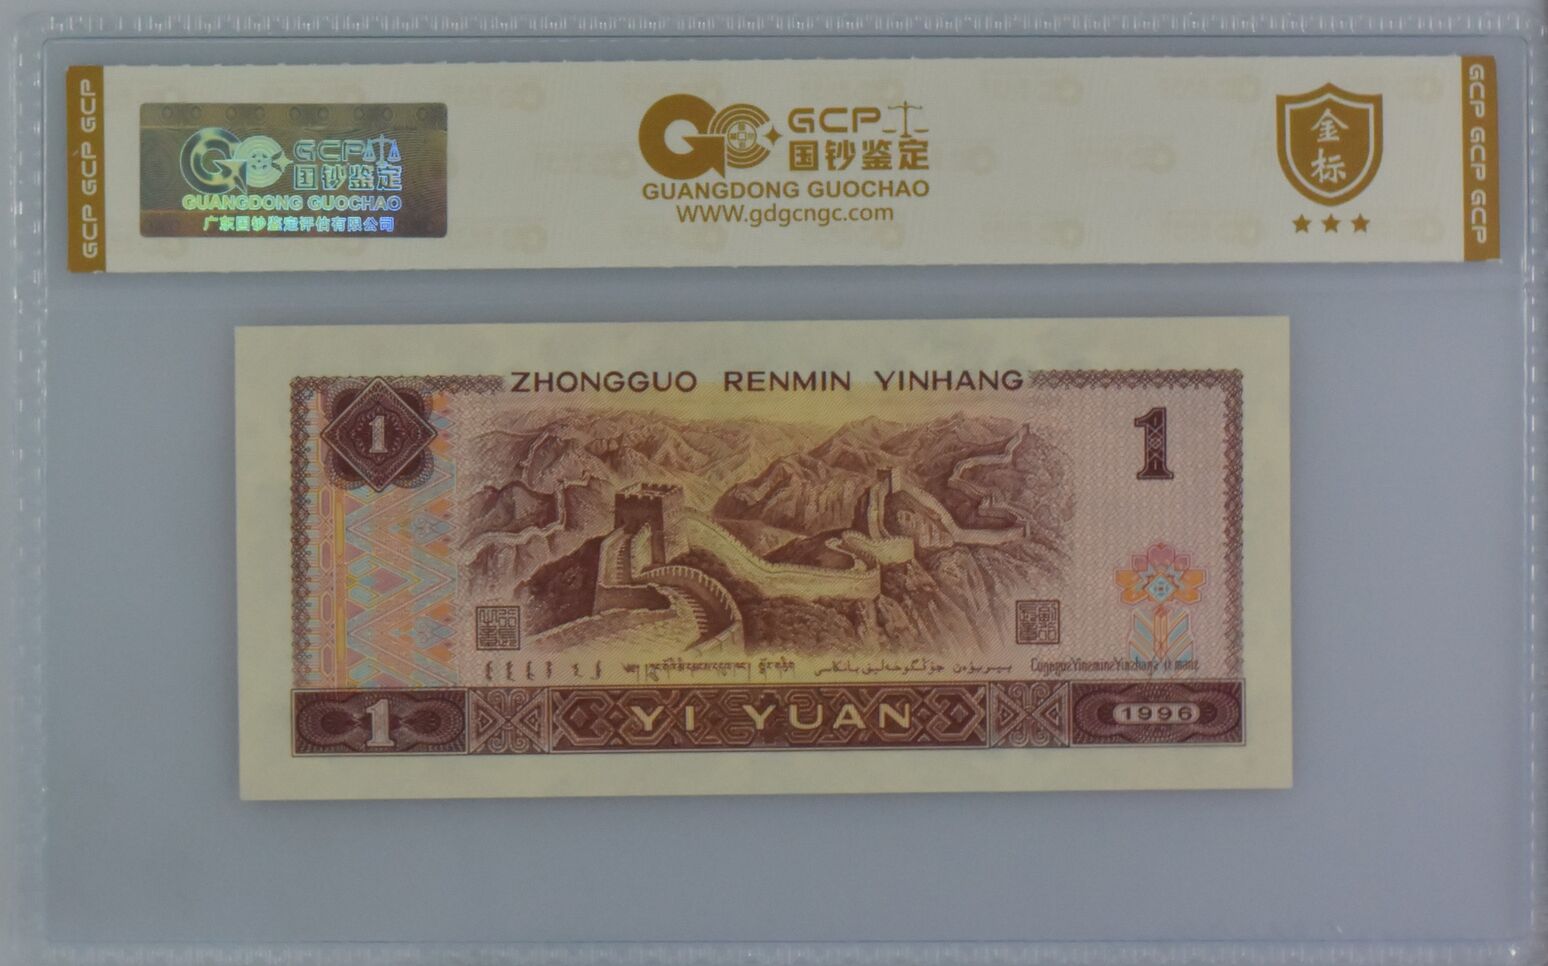 GCP GCP GCP
GCP
国钞鉴定
GUANGDONG GUOCHAO
广东国钞鉴定评估有限公司
GCP
国钞鉴定
GUANGDONG GUOCHAO
WWW.gdgcngc.com
金
标
GCP GCP GCP
ZHONGGUO RENMIN YINHANG
1
1
1
YI YUAN
1996